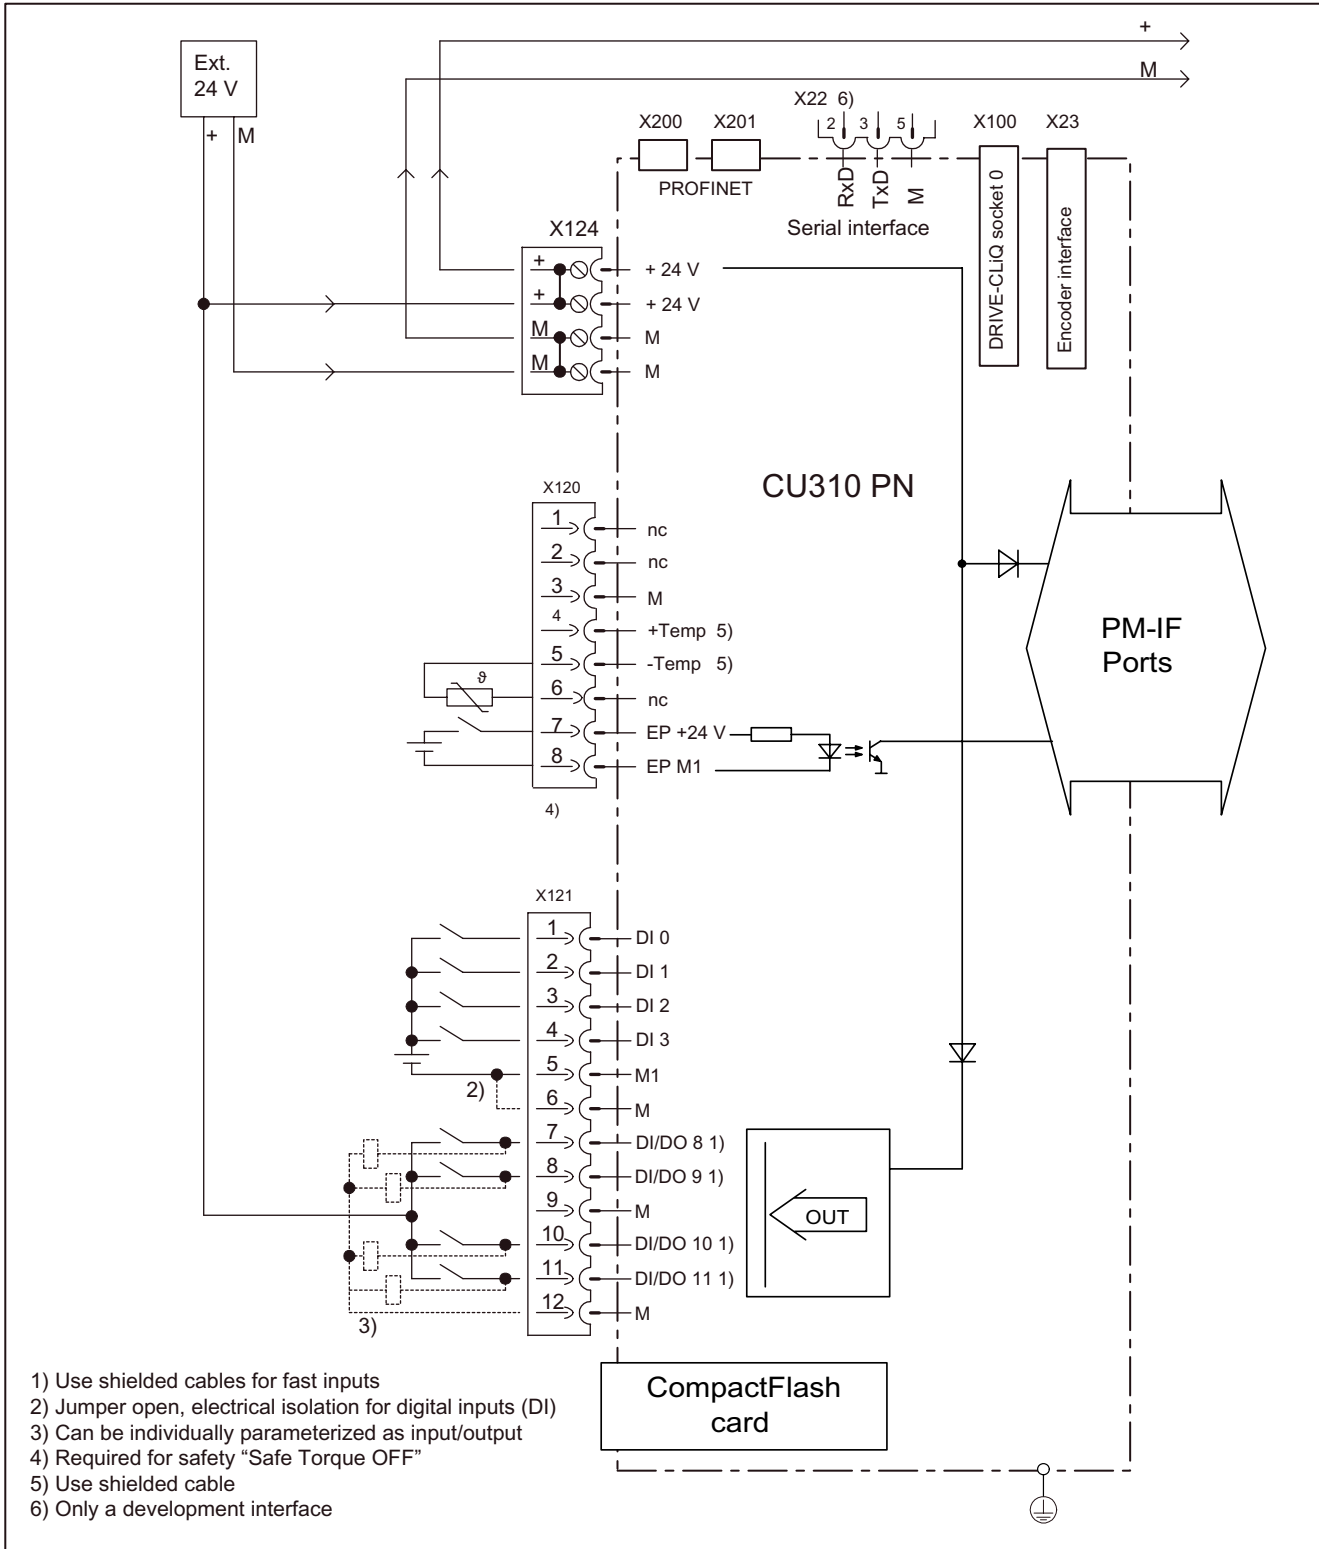 +
M
Ext.
24 V
+ M
X22 6)
X200 X201 2 3 5 X100 X23
PROFINET
RxD
TxD
M
Serial interface
DRIVE-CLiQ socket 0
Encoder interface
X124
+ + 24 V
+ + 24 V
M M
M M
CU310 PN
X120
1 nc
2 nc
3 M
4 +Temp 5)
5 -Temp 5)
ϑ
6 nc
7 EP +24 V
8 EP M1
4)
PM-IF
Ports
X121
1 DI 0
2 DI 1
3 DI 2
4 DI 3
5 M1
2)
6 M
7 DI/DO 8 1)
8 DI/DO 9 1)
9 M
OUT
10 DI/DO 10 1)
11 DI/DO 11 1)
12 M
3)
CompactFlash
card
1) Use shielded cables for fast inputs
2) Jumper open, electrical isolation for digital inputs (DI)
3) Can be individually parameterized as input/output
4) Required for safety “Safe Torque OFF”
5) Use shielded cable
6) Only a development interface